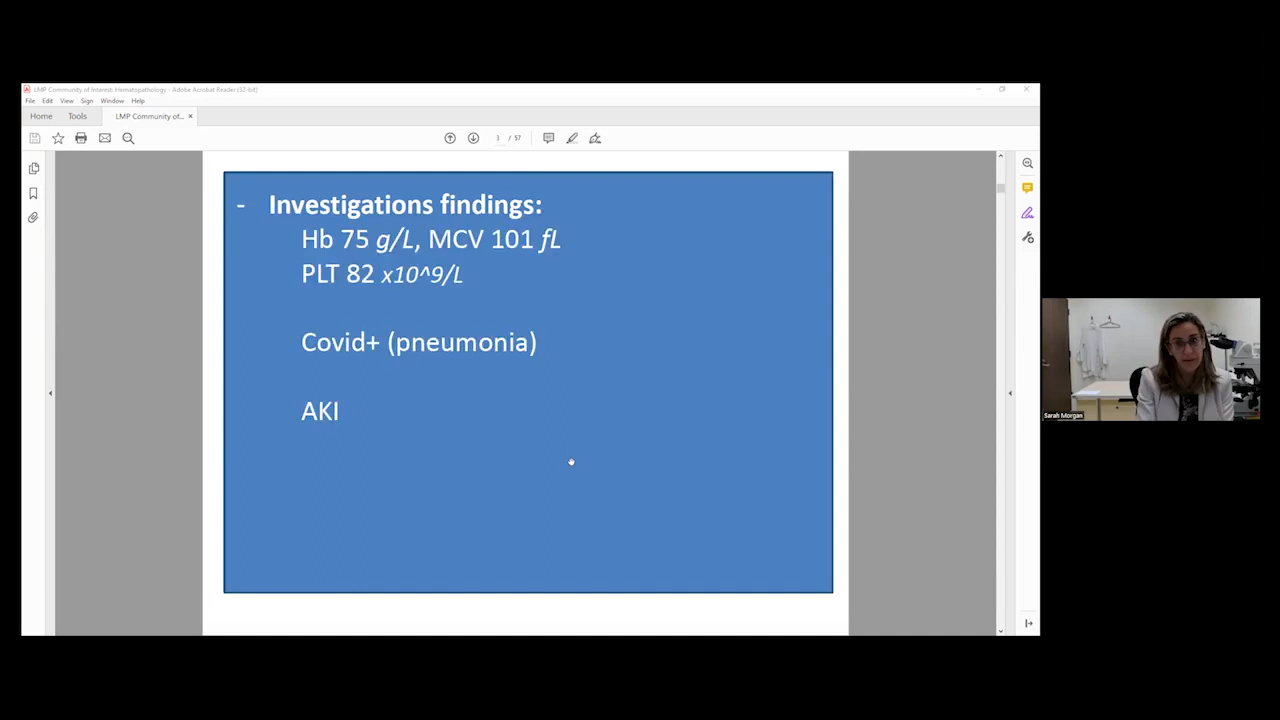 LMP Community of Interest: Hematopathology - Adobe Acrobat Reader (32-bit)
File Edit View Sign Window Help
Home Tools LMP Community of... ×
3 / 57
- Investigations findings:
Hb 75 g/L, MCV 101 fL
PLT 82 x10^9/L
Covid+ (pneumonia)
AKI
Sarah Morgan